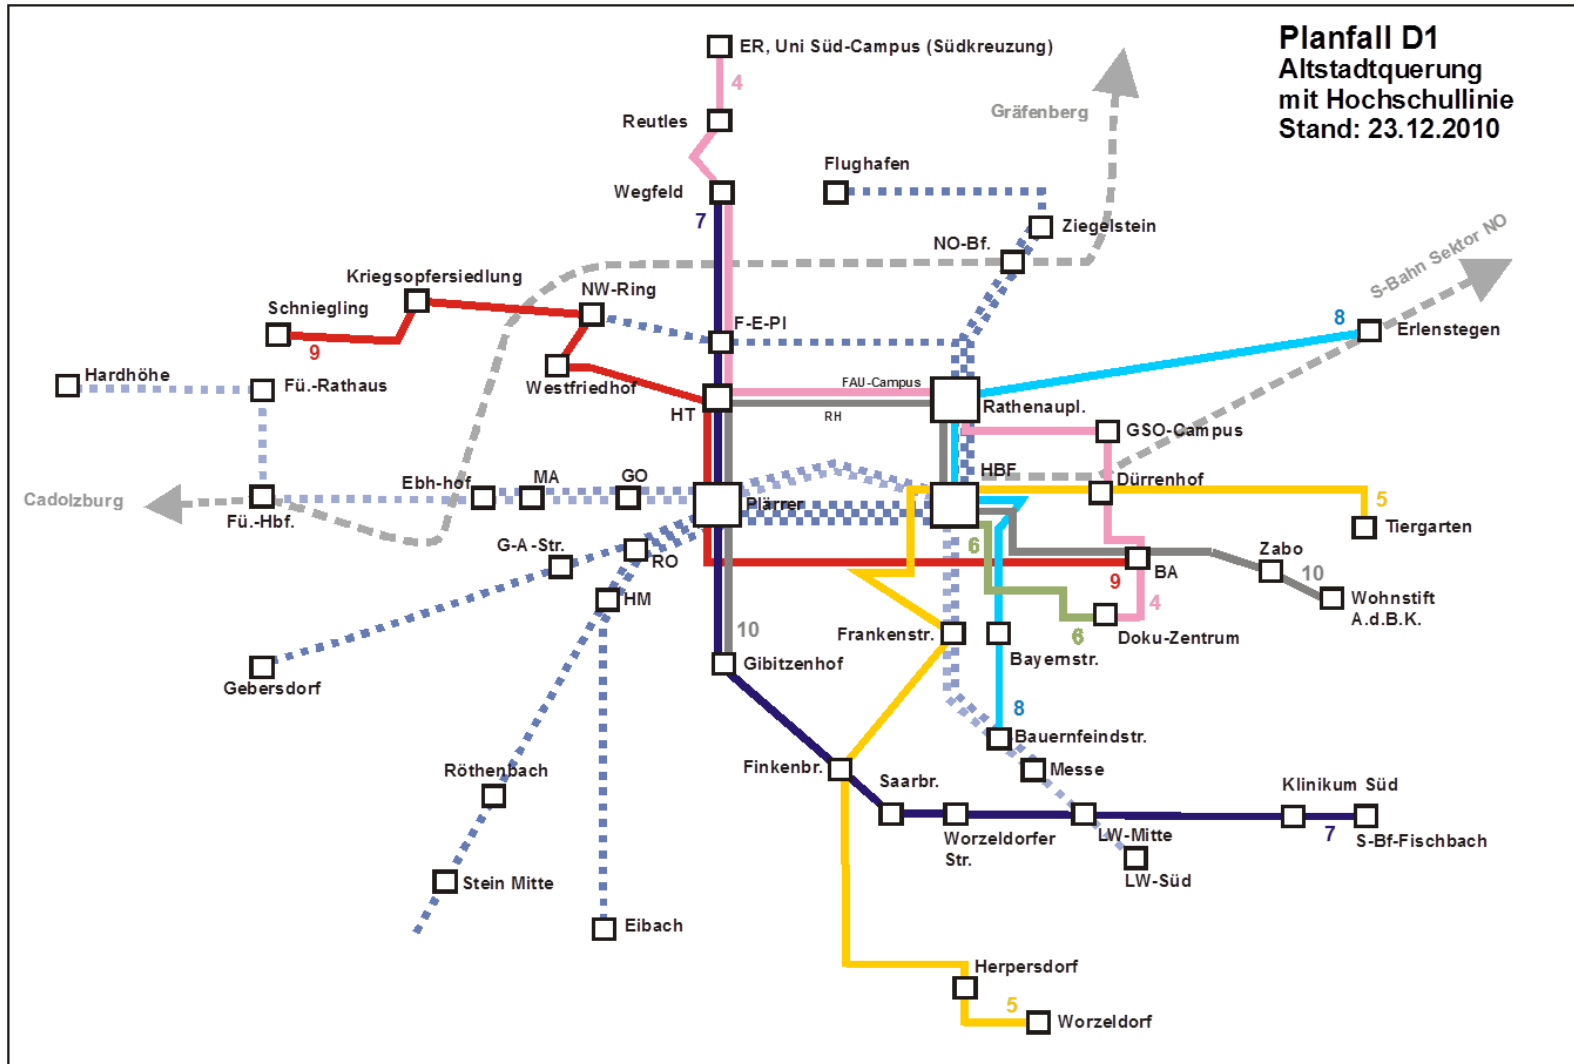 Planfall D1
Altstadtquerung
mit Hochschullinie
Stand: 23.12.2010
ER, Uni Süd-Campus (Südkreuzung)
4
Reutles
Gräfenberg
Flughafen
Wegfeld
7
Ziegelstein
NO-Bf.
S-Bahn Sektor NO
Kriegsopfersiedlung
NW-Ring
Schniegling
9
F-E-Pl
8
Erlenstegen
Hardhöhe
Fü.-Rathaus
Westfriedhof
FAU-Campus
HT
RH
Rathenaupl.
GSO-Campus
HBF
Ebh-hof
MA
GO
Dürrenhof
Cadolzburg
Fü.-Hbf.
Plärrer
5
Tiergarten
G-A-Str.
RO
6
Zabo
9
BA
10
HM
4
Wohnstift
A.d.B.K.
10
Frankenstr.
6
Doku-Zentrum
Bayernstr.
Gibitzenhof
Gebersdorf
8
Bauernfeindstr.
Röthenbach
Finkenbr.
Messe
Saarbr.
Klinikum Süd
Worzeldorfer
Str.
LW-Mitte
7
S-Bf-Fischbach
Stein Mitte
LW-Süd
Eibach
Herpersdorf
5
Worzeldorf